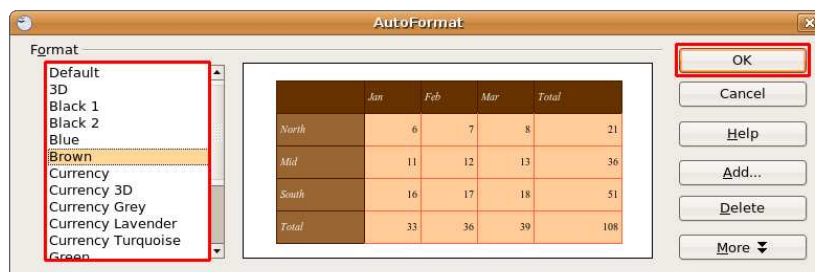 AutoFormat
Format
Default
3D
Black 1
Black 2
Blue
Brown
Currency
Currency 3D
Currency Grey
Currency Lavender
Currency Turquoise
Green
Jan Feb Mar Total
North 6 7 8 21
Mid 11 12 13 36
South 16 17 18 51
Total 33 36 39 108
OK
Cancel
Help
Add...
Delete
More